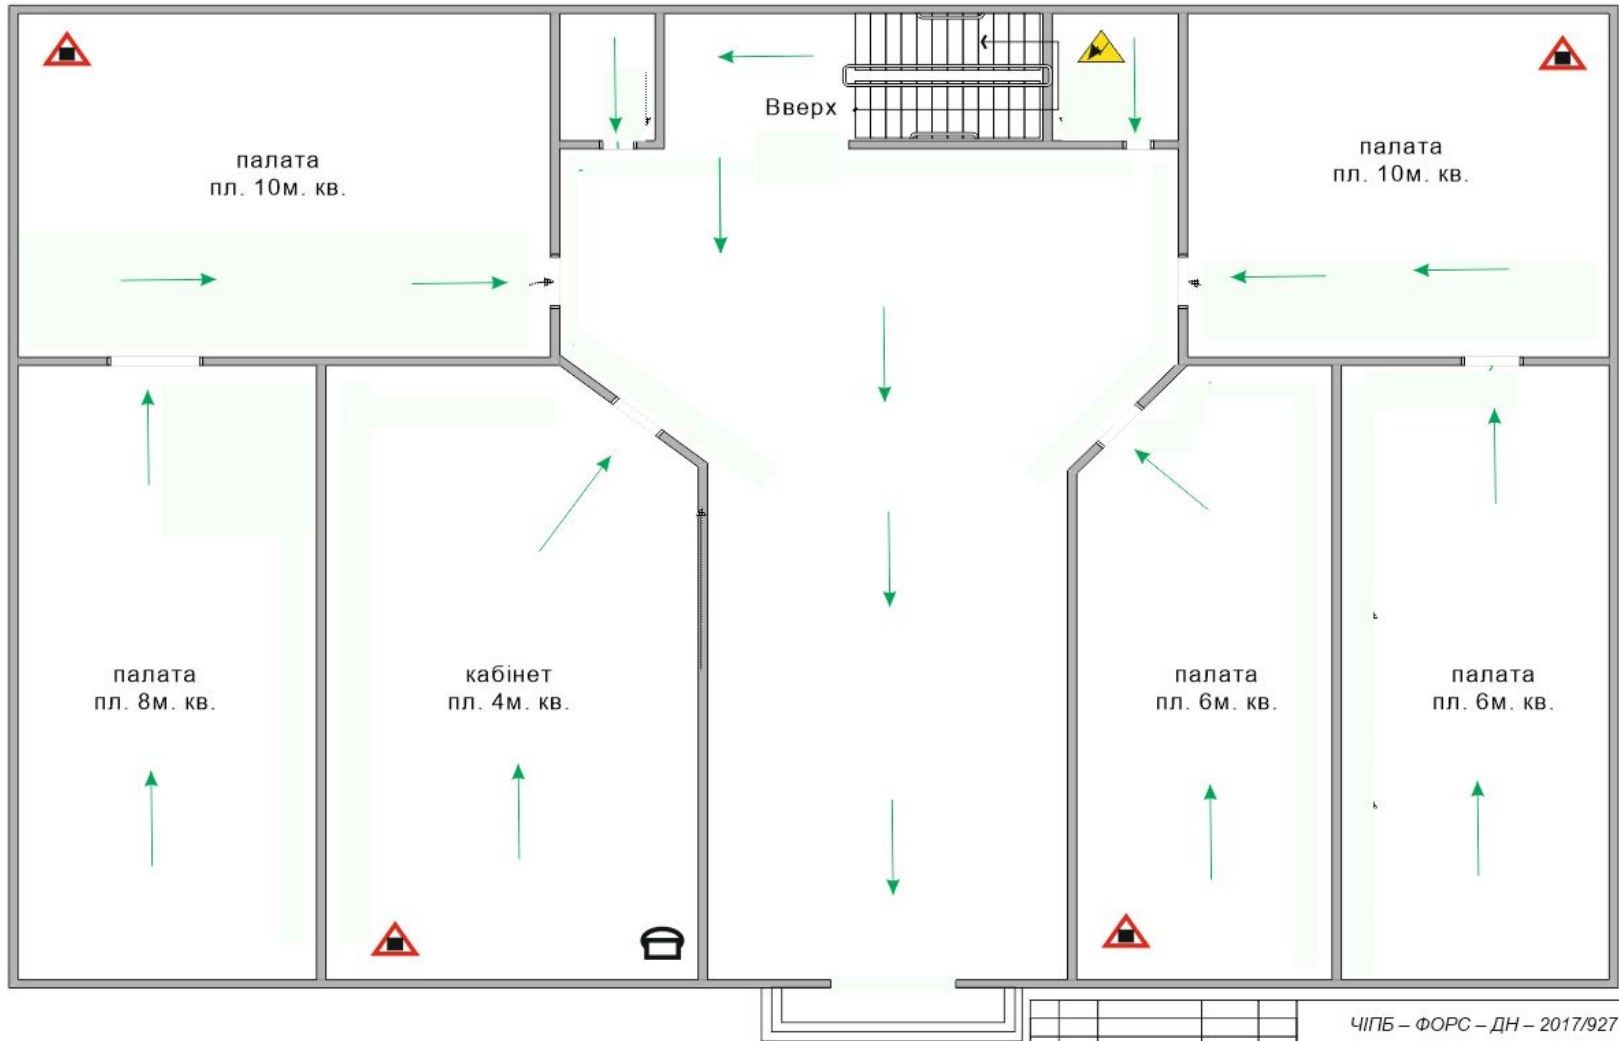 Вверх
палата
пл. 10м. кв.
палата
пл. 10м. кв.
палата
пл. 8м. кв.
кабінет
пл. 4м. кв.
палата
пл. 6м. кв.
палата
пл. 6м. кв.
ЧІПБ – ФОРС – ДН – 2017/927